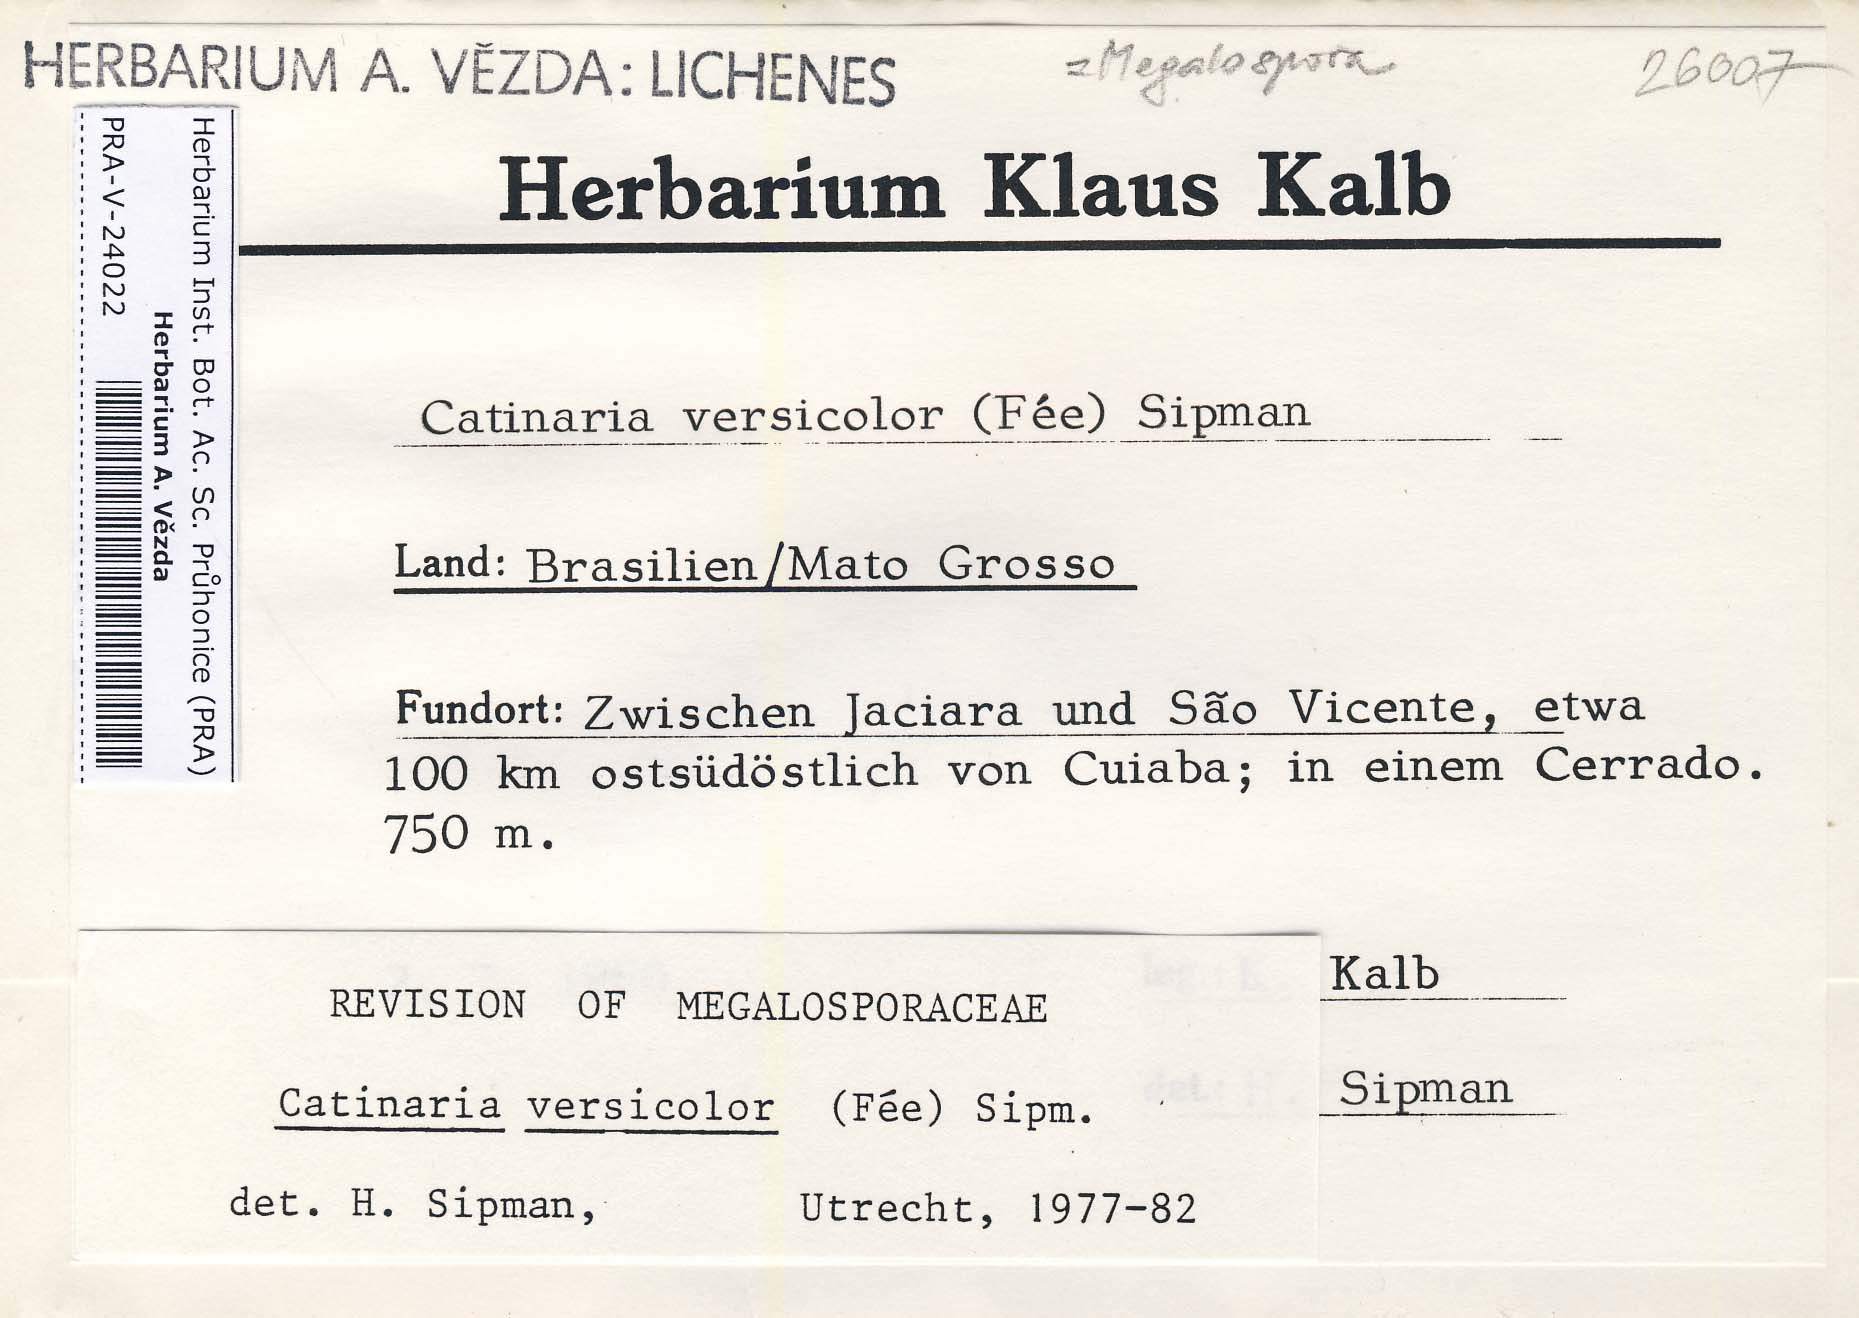 HERBARIUM A. VĚZDA: LICHENES
=Megalospora
26007
Herbarium Inst. Bot. Ac. Sc. Průhonice (PRA)
Herbarium A. Vězda
PRA-V-24022
Herbarium Klaus Kalb
Catinaria versicolor (Fée) Sipman
Land: Brasilien/Mato Grosso
Fundort: Zwischen Jaciara und São Vicente, etwa
100 km ostsüdöstlich von Cuiaba; in einem Cerrado.
750 m.
leg.: K. Kalb
det.: H. Sipman
REVISION OF MEGALOSPORACEAE
Catinaria versicolor (Fée) Sipm.
det. H. Sipman, Utrecht, 1977-82